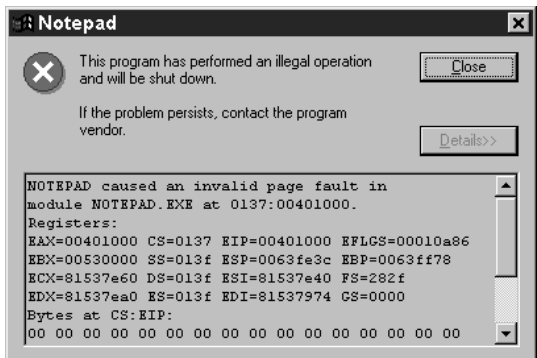 Notepad
This program has performed an illegal operation
and will be shut down.
If the problem persists, contact the program
vendor.
Close
Details>>
NOTEPAD caused an invalid page fault in
module NOTEPAD.EXE at 0137:00401000.
Registers:
EAX=00401000 CS=0137 EIP=00401000 EFLGS=00010a86
EBX=00530000 SS=013f ESP=0063fe3c EBP=0063ff78
ECX=81537e60 DS=013f ESI=81537e40 FS=282f
EDX=81537ea0 ES=013f EDI=81537974 GS=0000
Bytes at CS:EIP:
00 00 00 00 00 00 00 00 00 00 00 00 00 00 00 00